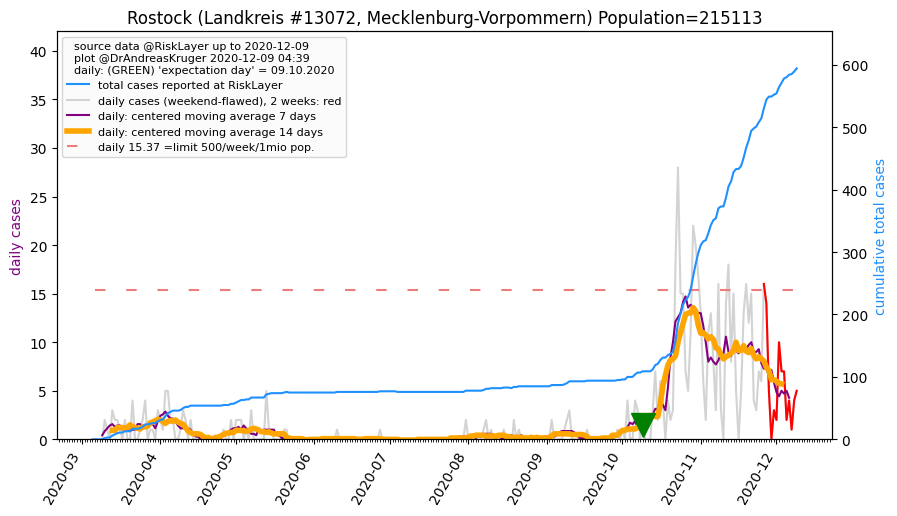 Rostock (Landkreis #13072, Mecklenburg-Vorpommern) Population=215113
source data @RiskLayer up to 2020-12-09
plot @DrAndreasKruger 2020-12-09 04:39
daily: (GREEN) 'expectation day' = 09.10.2020
total cases reported at RiskLayer
daily cases (weekend-flawed), 2 weeks: red
daily: centered moving average 7 days
daily: centered moving average 14 days
daily 15.37 =limit 500/week/1mio pop.
daily cases
40
35
30
25
20
15
10
5
0
cumulative total cases
600
500
400
300
200
100
0
2020-03
2020-04
2020-05
2020-06
2020-07
2020-08
2020-09
2020-10
2020-11
2020-12